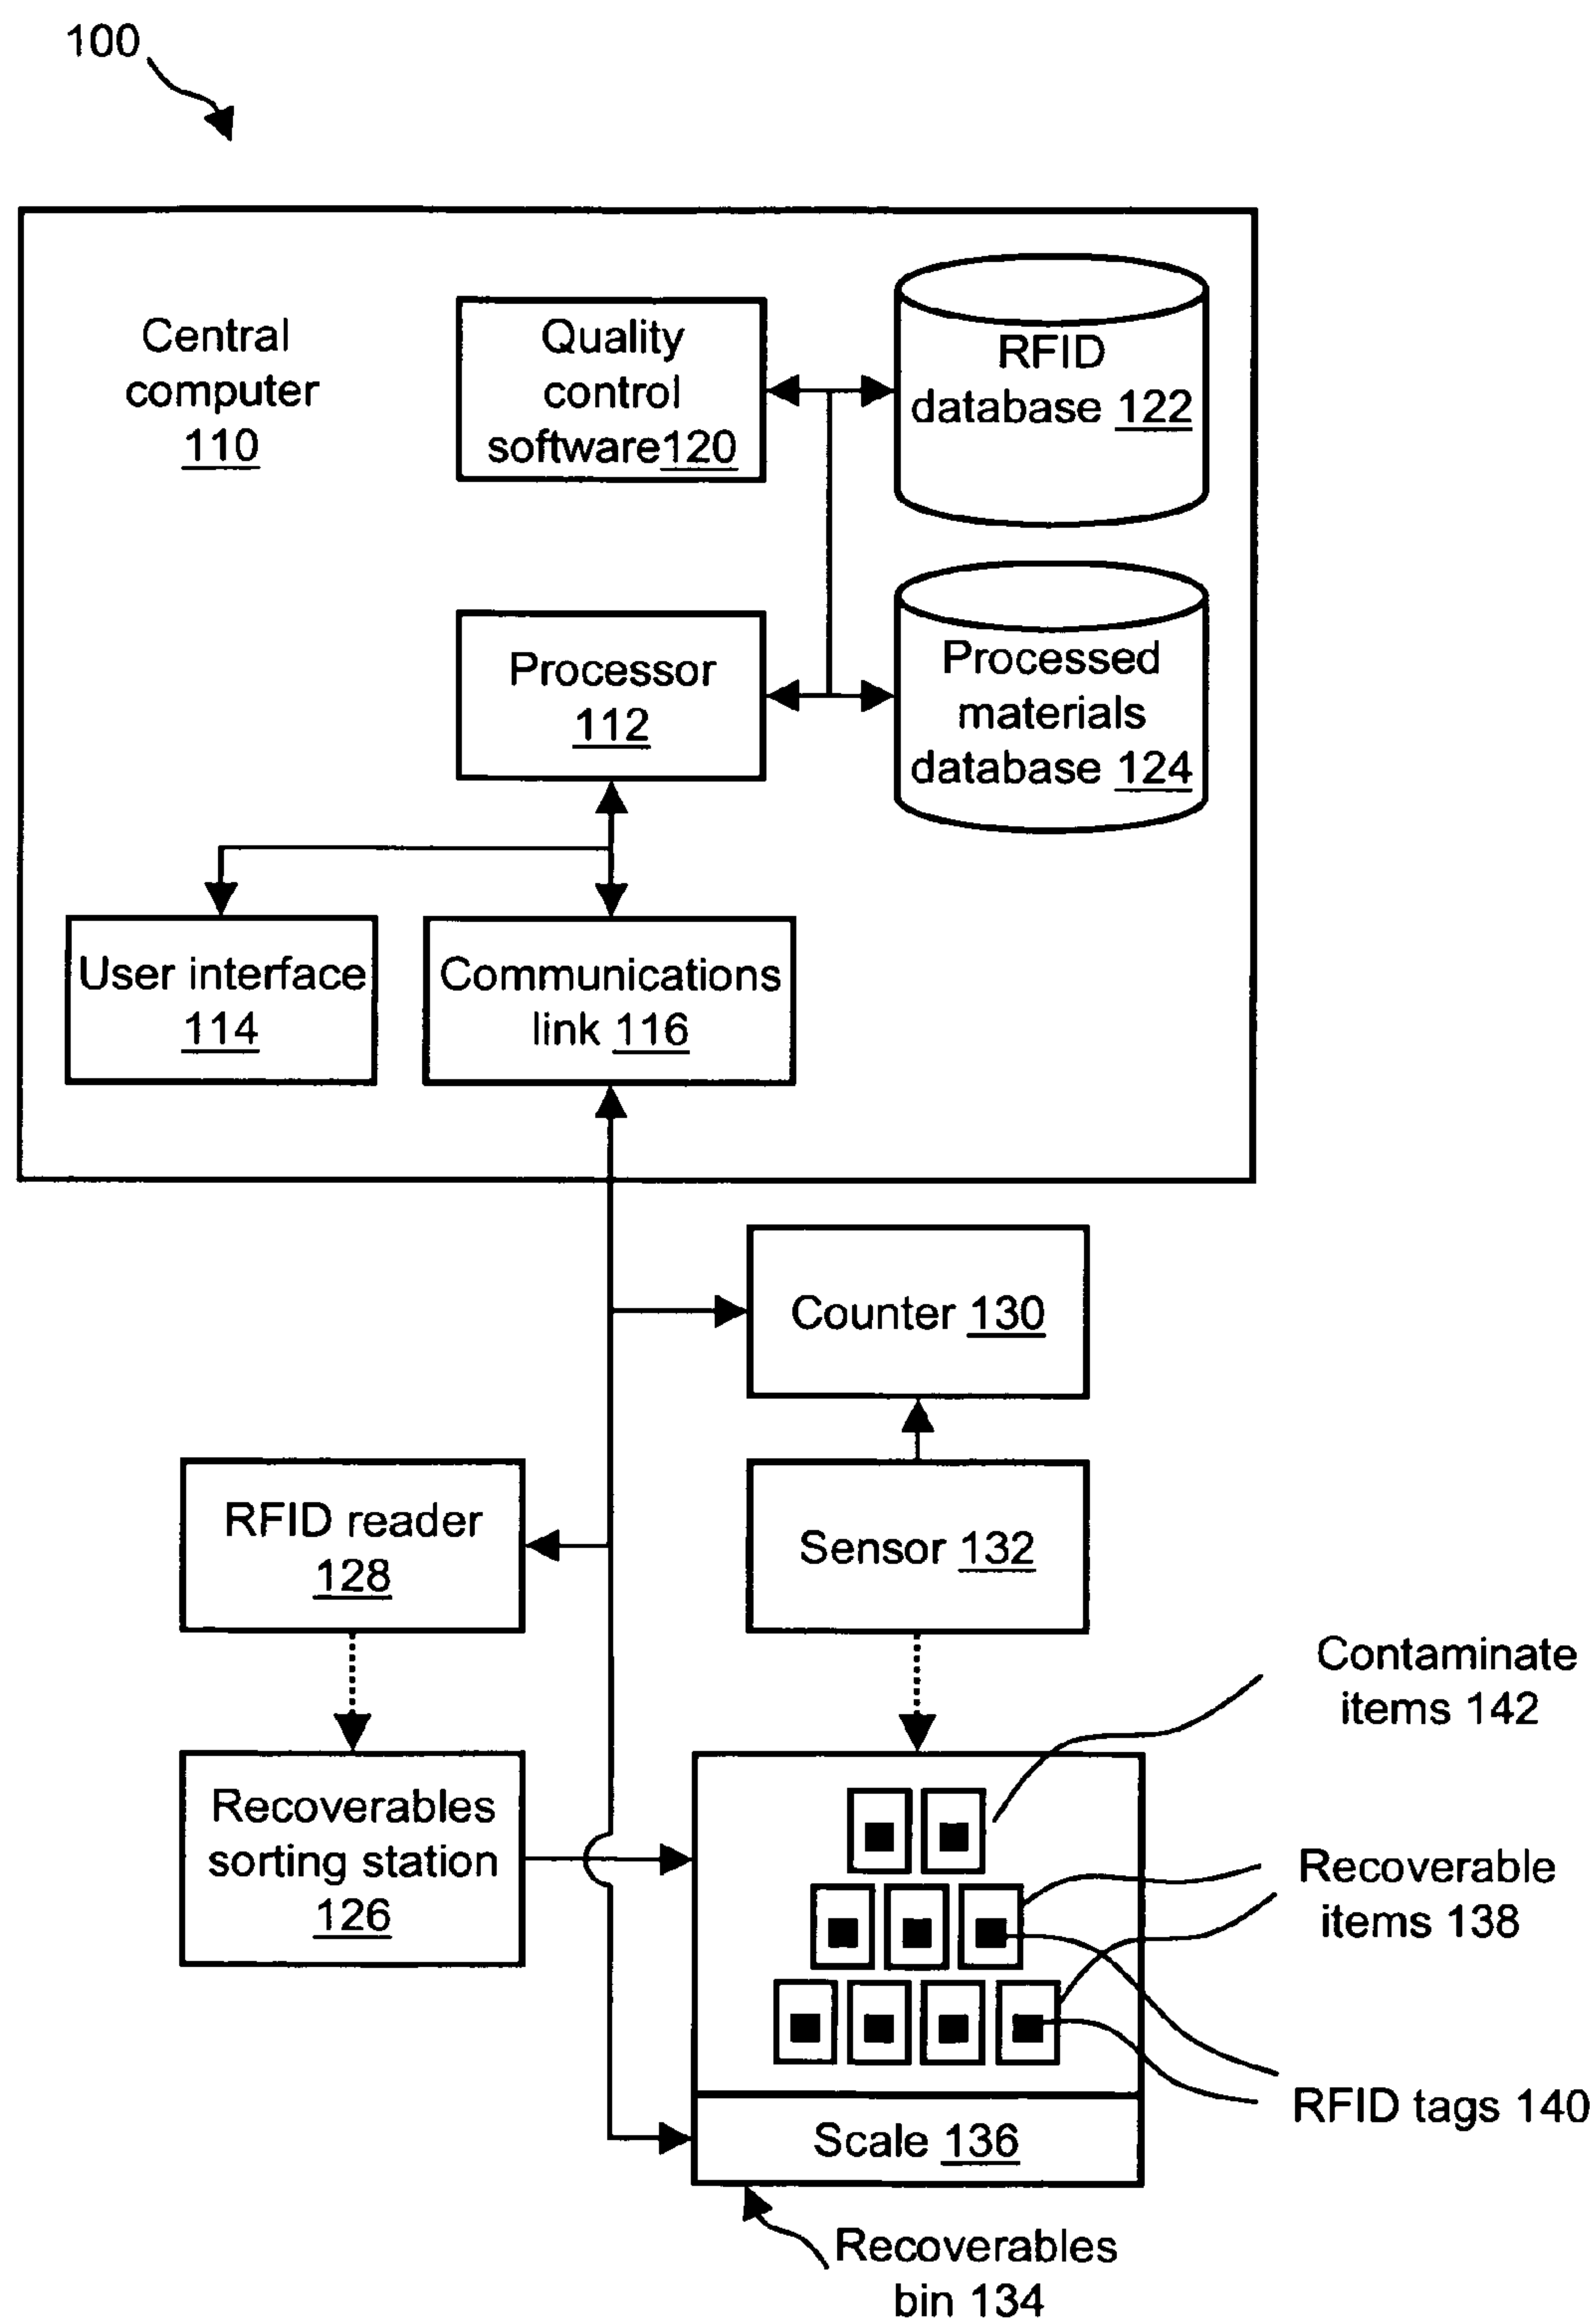 100
Central
computer
110
Quality
control
software120
RFID
database 122
Processor
112
Processed
materials
database 124
User interface
114
Communications
link 116
Counter 130
RFID reader
128
Sensor 132
Contaminate
items 142
Recoverables
sorting station
126
Recoverable
items 138
RFID tags 140
Scale 136
Recoverables
bin 134